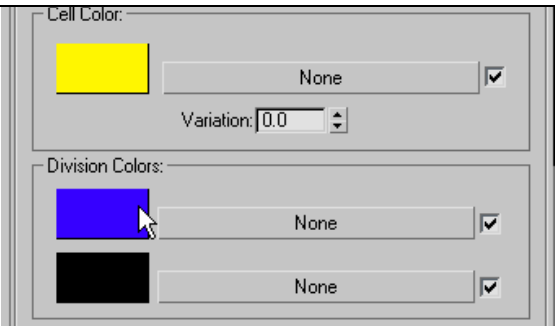 Cell Color:
None
Variation: 0.0
Division Colors:
None
None